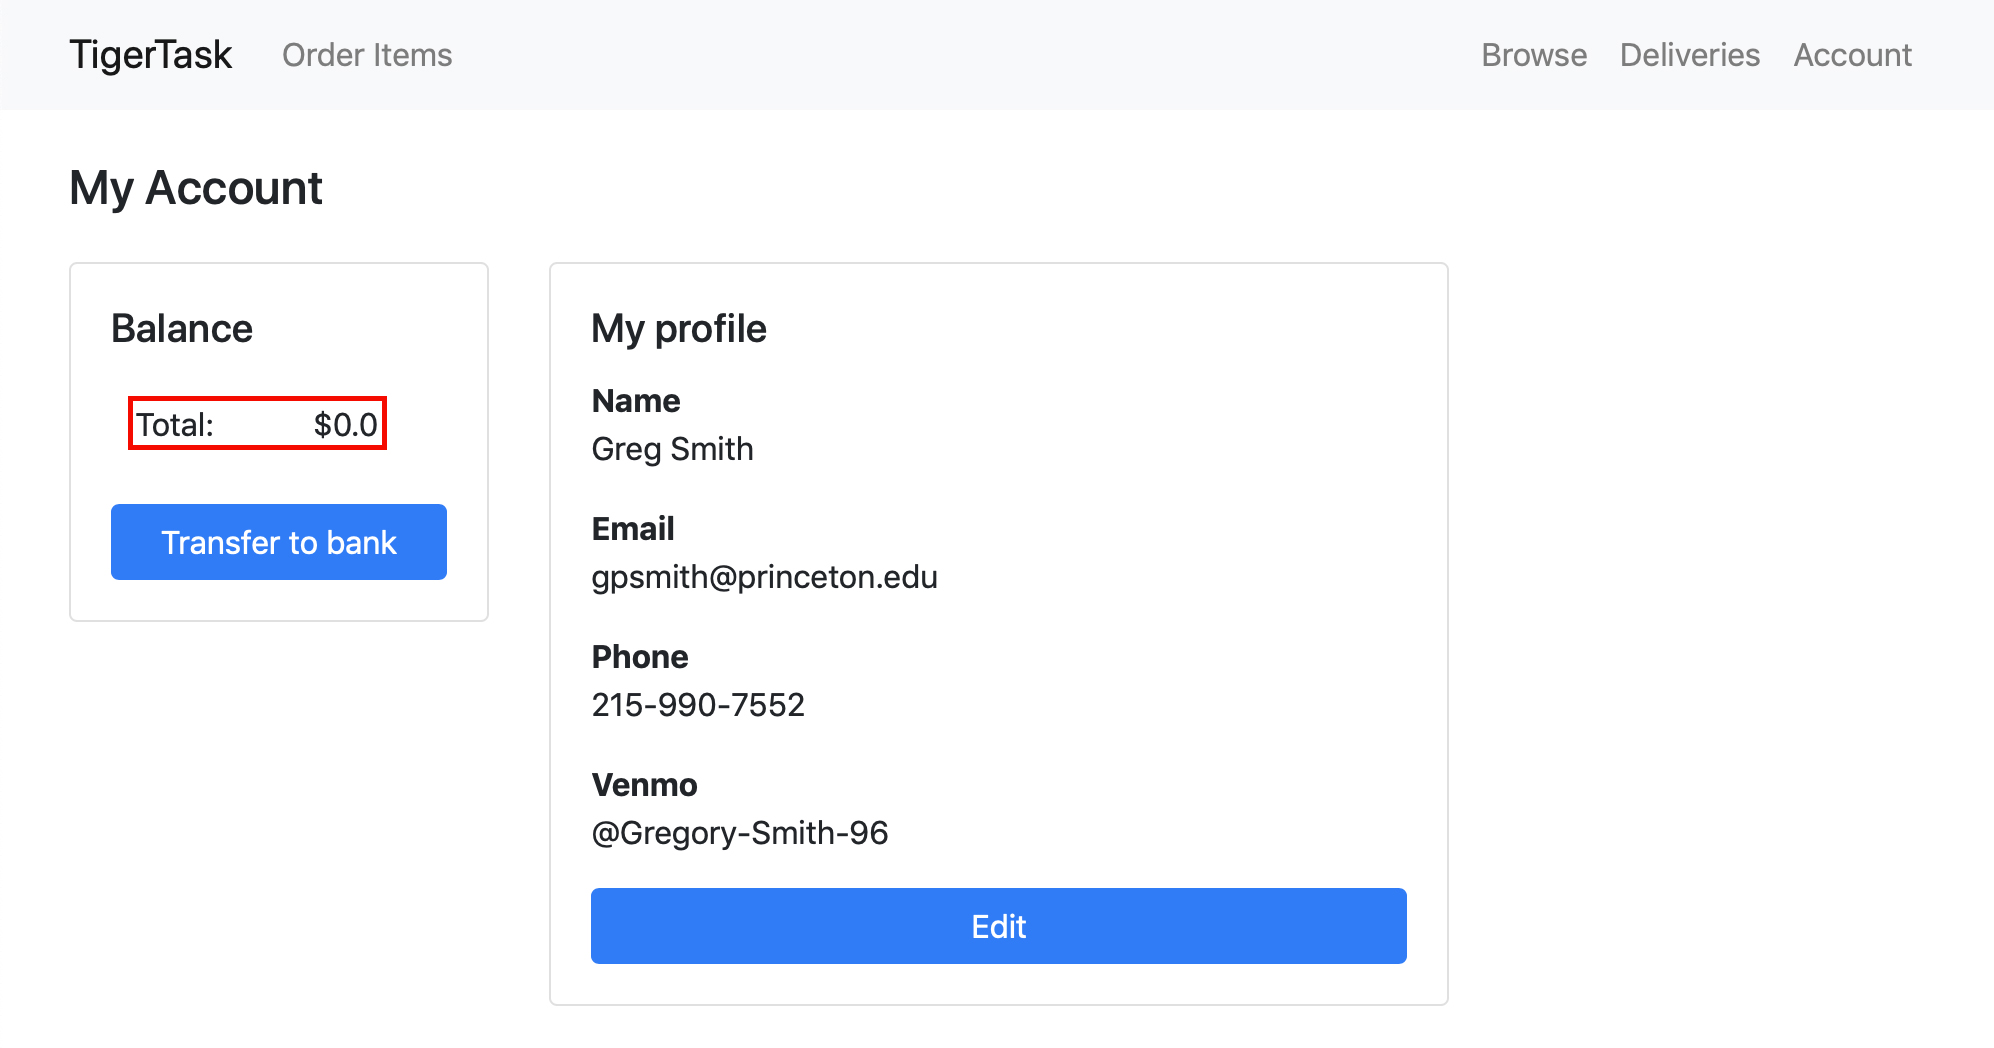 TigerTask Order Items Browse Deliveries Account
My Account
Balance
Total: $0.0
Transfer to bank
My profile
Name
Greg Smith
Email
gpsmith@princeton.edu
Phone
215-990-7552
Venmo
@Gregory-Smith-96
Edit